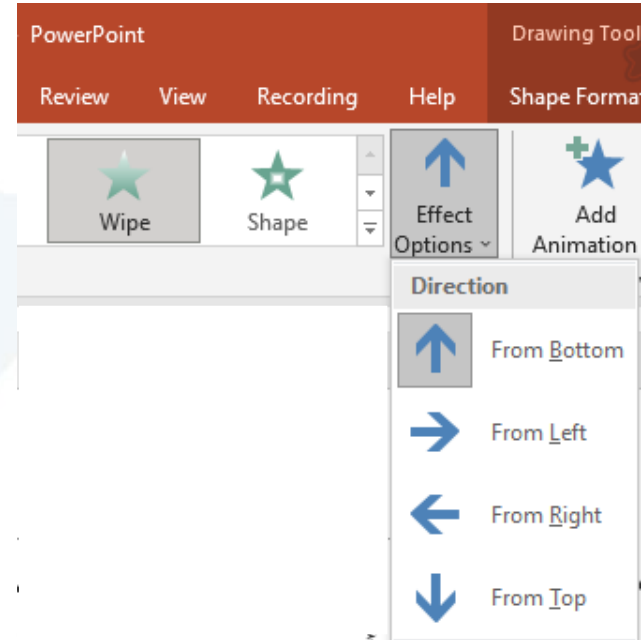 PowerPoint
Drawing Tool
Review View Recording Help Shape Forma
Wipe
Shape
Effect
Options
Add
Animation
Direction
From Bottom
From Left
From Right
From Top